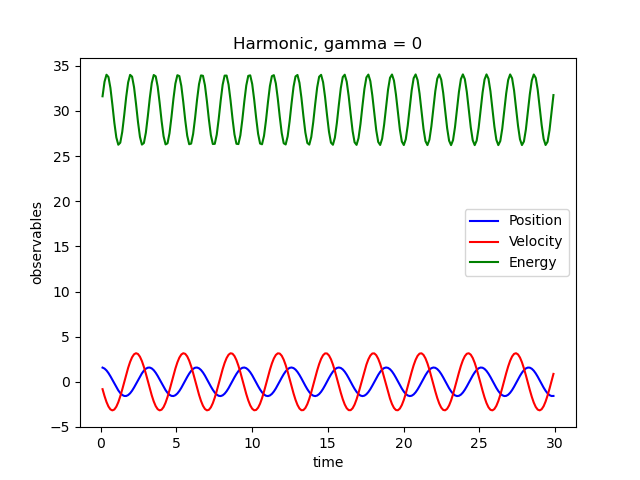 Harmonic, gamma = 0
observables
35
30
25
20
15
10
5
0
−5
Position
Velocity
Energy
0 5 10 15 20 25 30
time